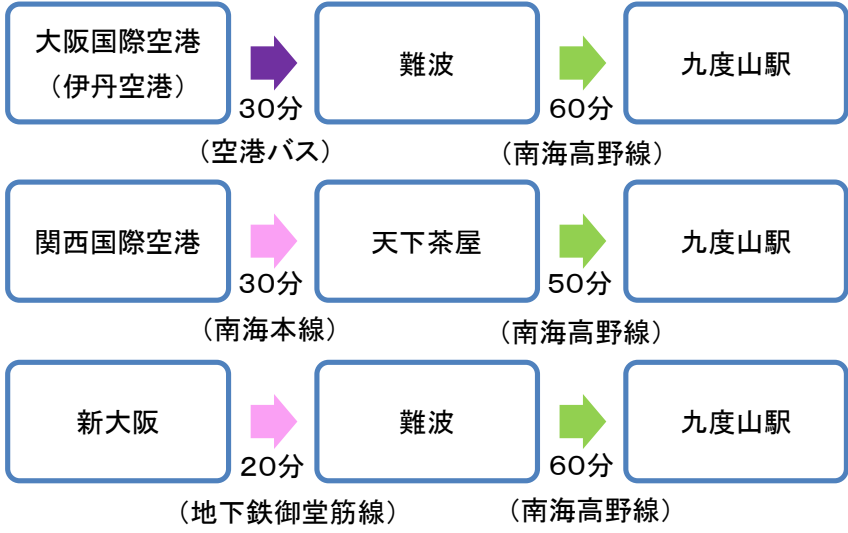 大阪国際空港
（伊丹空港）
30分
（空港バス）
難波
60分
（南海高野線）
九度山駅
関西国際空港
30分
（南海本線）
天下茶屋
50分
（南海高野線）
九度山駅
新大阪
20分
（地下鉄御堂筋線）
難波
60分
（南海高野線）
九度山駅